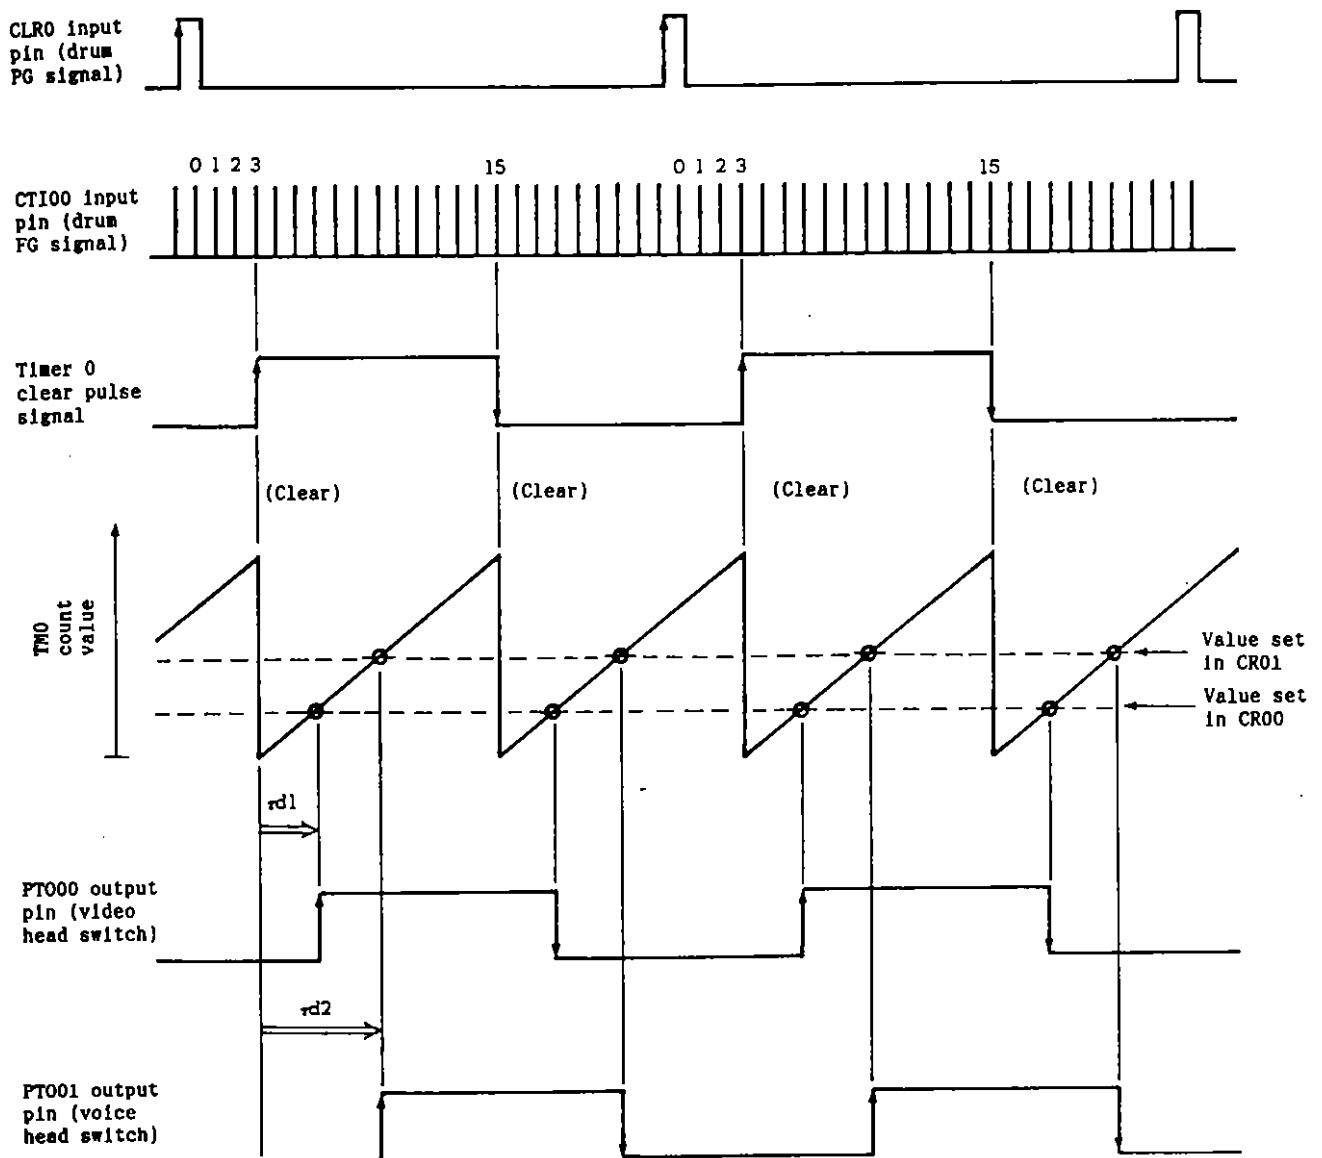 CLR0 input
pin (drum
PG signal)
0 1 2 3
15
0 1 2 3
15
CTI00 input
pin (drum
FG signal)
Timer 0
clear pulse
signal
(Clear)
(Clear)
(Clear)
(Clear)
TM0
count
value
Value set
in CR01
Value set
in CR00
τd1
PTO00 output
pin (video
head switch)
τd2
PTO01 output
pin (voice
head switch)